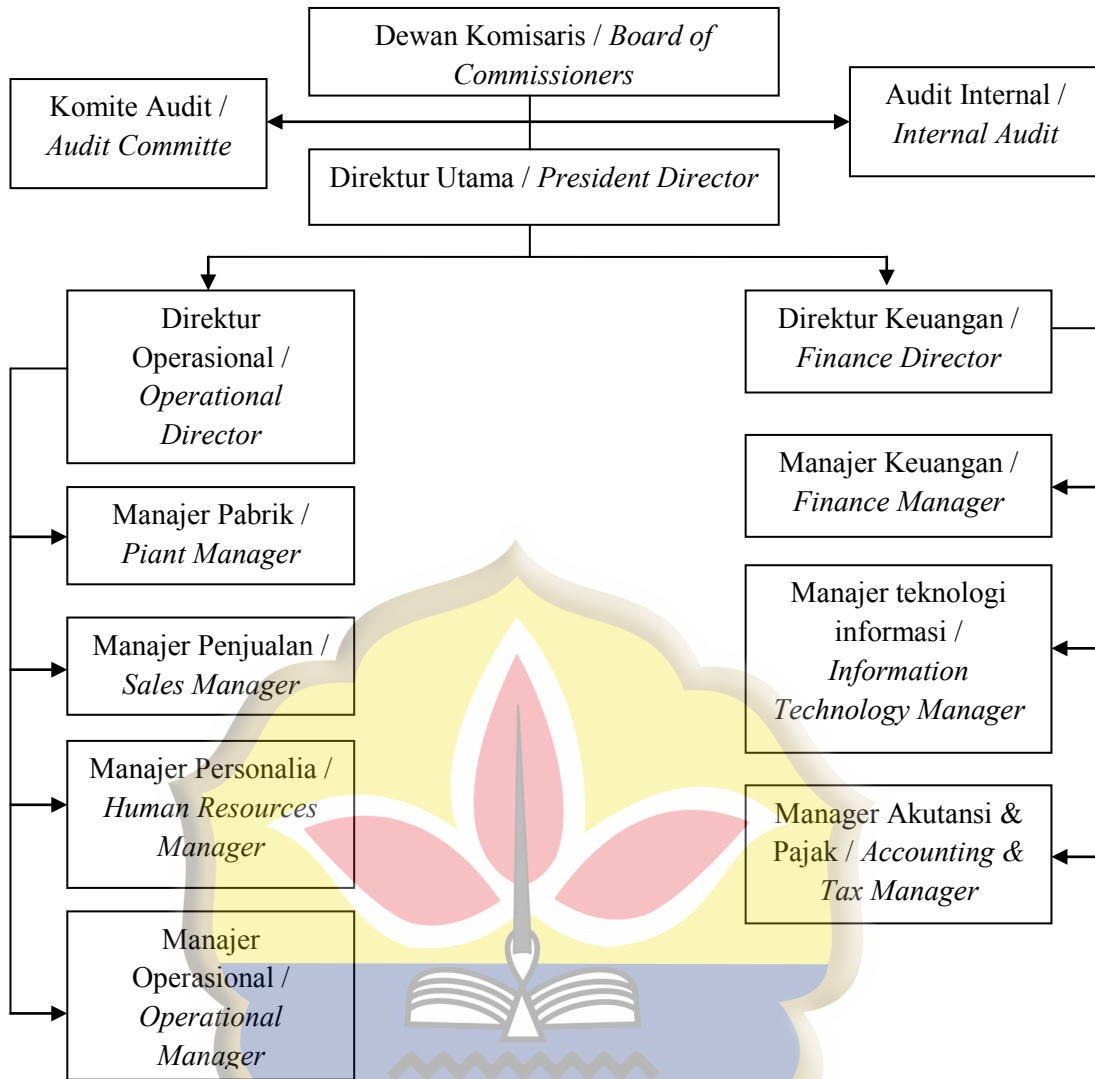 Dewan Komisaris / Board of
Commissioners
Komite Audit /
Audit Committe
Audit Internal /
Internal Audit
Direktur Utama / President Director
Direktur
Operasional /
Operational
Director
Direktur Keuangan /
Finance Director
Manajer Pabrik /
Piant Manager
Manajer Penjualan /
Sales Manager
Manajer Personalia /
Human Resources
Manager
Manajer
Operasional /
Operational
Manager
Manajer Keuangan /
Finance Manager
Manajer teknologi
informasi /
Information
Technology Manager
Manager Akutansi &
Pajak / Accounting &
Tax Manager